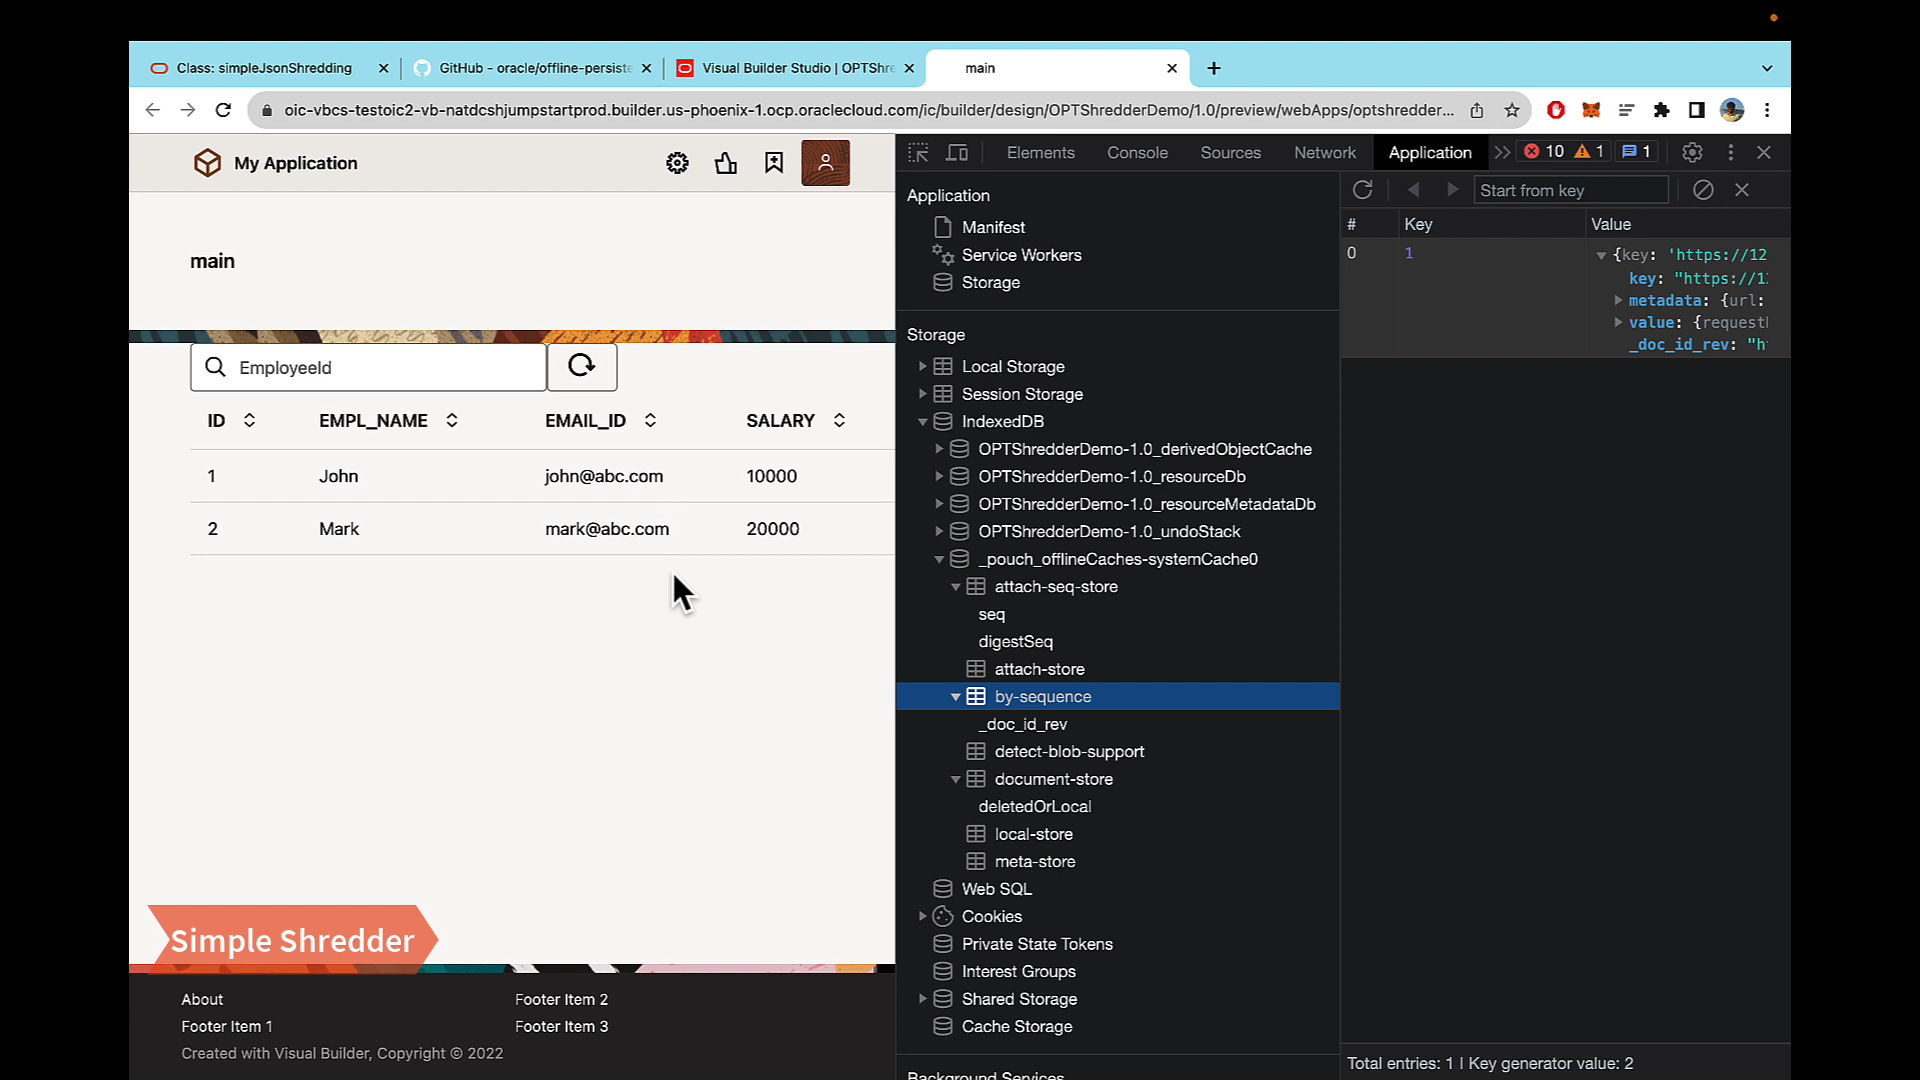 Class: simpleJsonShredding
GitHub - oracle/offline-persiste
Visual Builder Studio | OPTShre
main
oic-vbcs-testoic2-vb-natdcshjumpstartprod.builder.us-phoenix-1.ocp.oraclecloud.com/ic/builder/design/OPTShredderDemo/1.0/preview/webApps/optshredder...
My Application
main
EmployeeId
ID EMPL_NAME EMAIL_ID SALARY
1 John john@abc.com 10000
2 Mark mark@abc.com 20000
Simple Shredder
About
Footer Item 2
Footer Item 1
Footer Item 3
Created with Visual Builder, Copyright © 2022
Elements Console Sources Network Application 10 1 1
Application
Manifest
Service Workers
Storage
Storage
Local Storage
Session Storage
IndexedDB
OPTShredderDemo-1.0_derivedObjectCache
OPTShredderDemo-1.0_resourceDb
OPTShredderDemo-1.0_resourceMetadataDb
OPTShredderDemo-1.0_undoStack
_pouch_offlineCaches-systemCache0
attach-seq-store
seq
digestSeq
attach-store
by-sequence
_doc_id_rev
detect-blob-support
document-store
deletedOrLocal
local-store
meta-store
Web SQL
Cookies
Private State Tokens
Interest Groups
Shared Storage
Cache Storage
Background Services
Start from key
# Key Value
0 1 {key: 'https://12
key: "https://1
metadata: {url:
value: {request
_doc_id_rev: "h
Total entries: 1 | Key generator value: 2